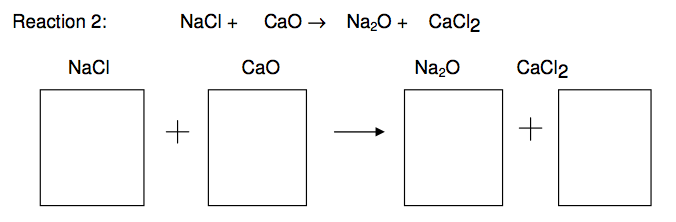 Reaction 2: NaCl + CaO → Na₂O + CaCl2
NaCl CaO Na₂O CaCl2
+ → +